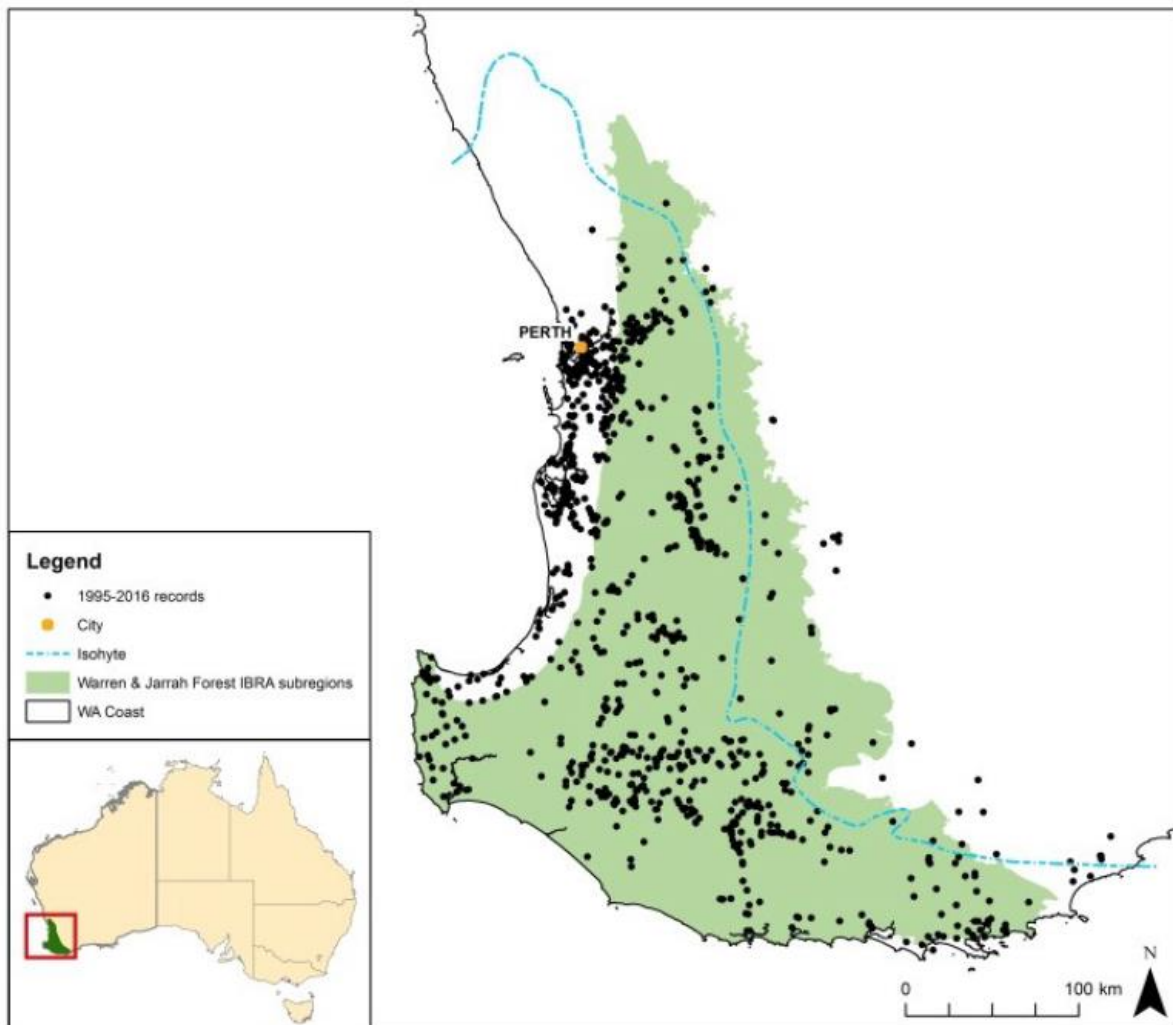 PERTH
Legend
1995-2016 records
City
Isohyte
Warren & Jarrah Forest IBRA subregions
WA Coast
N
0 100 km